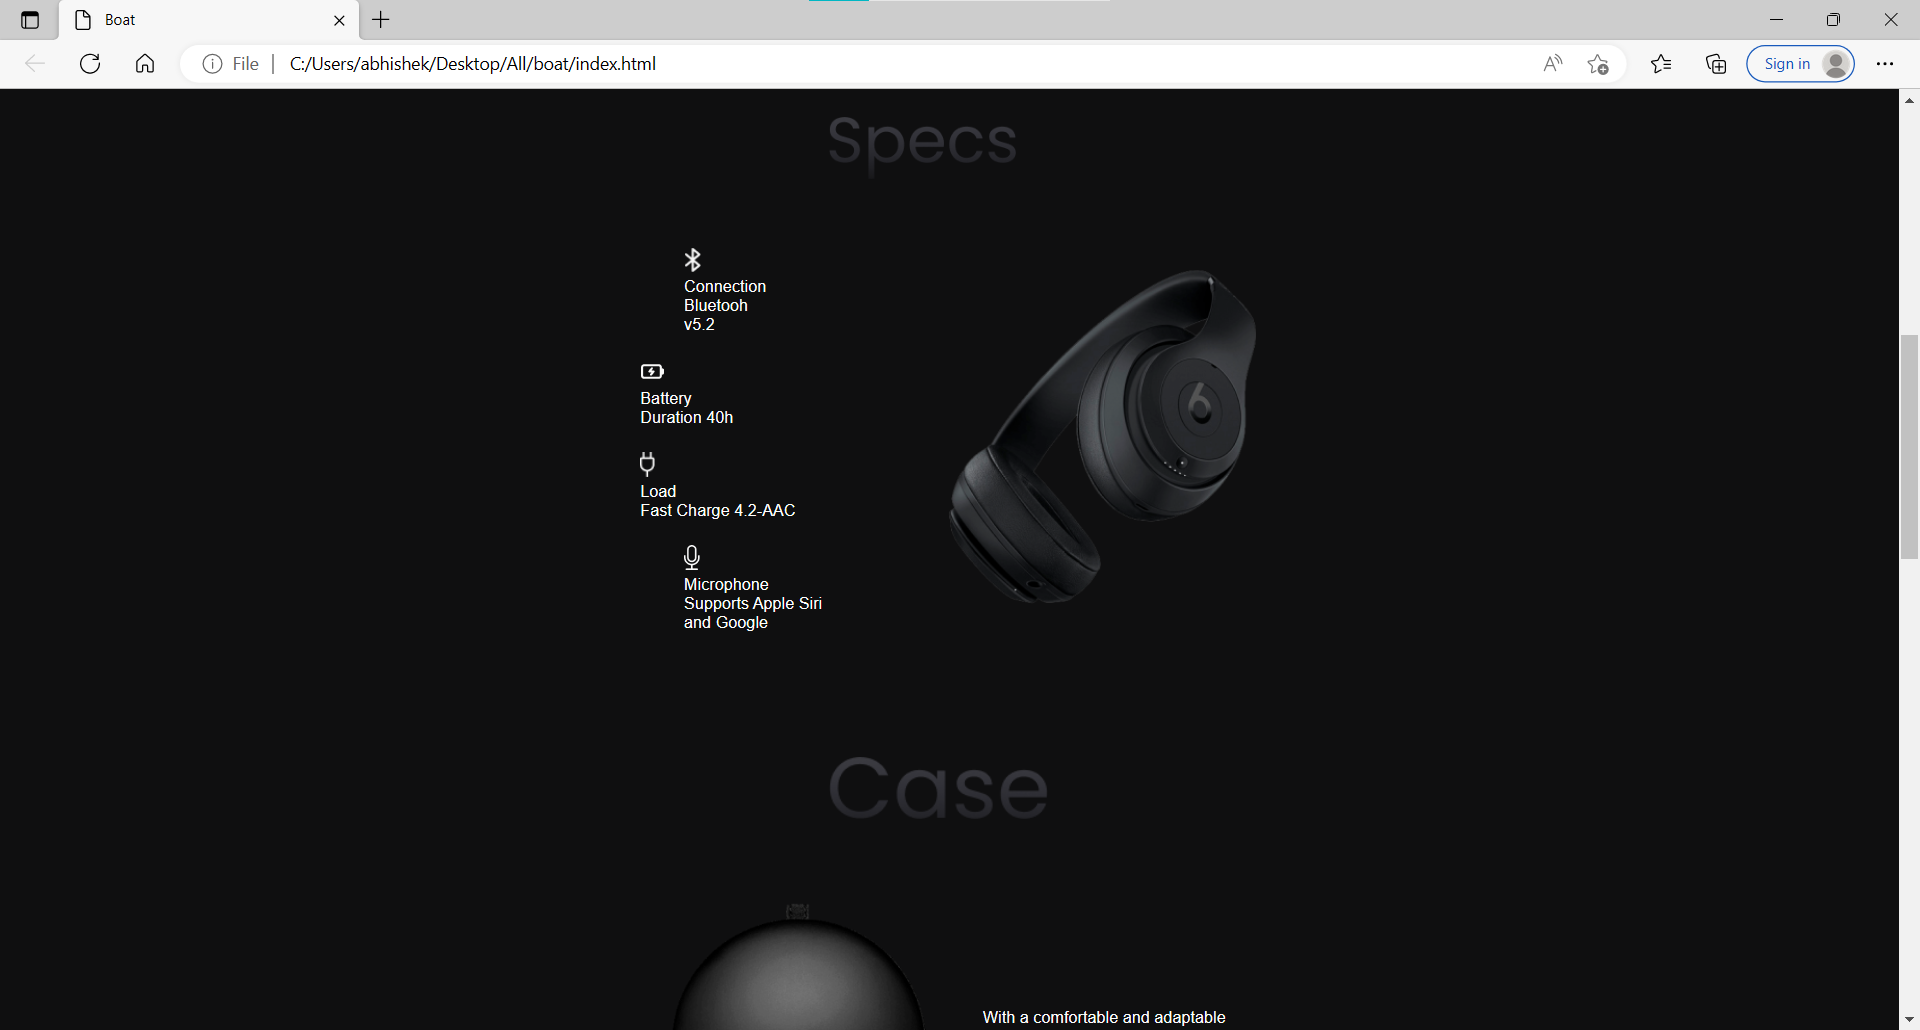 Boat
File
C:/Users/abhishek/Desktop/All/boat/index.html
Sign in
Specs
Connection
Bluetooh
v5.2
Battery
Duration 40h
Load
Fast Charge 4.2-AAC
Microphone
Supports Apple Siri
and Google
Case
With a comfortable and adaptable